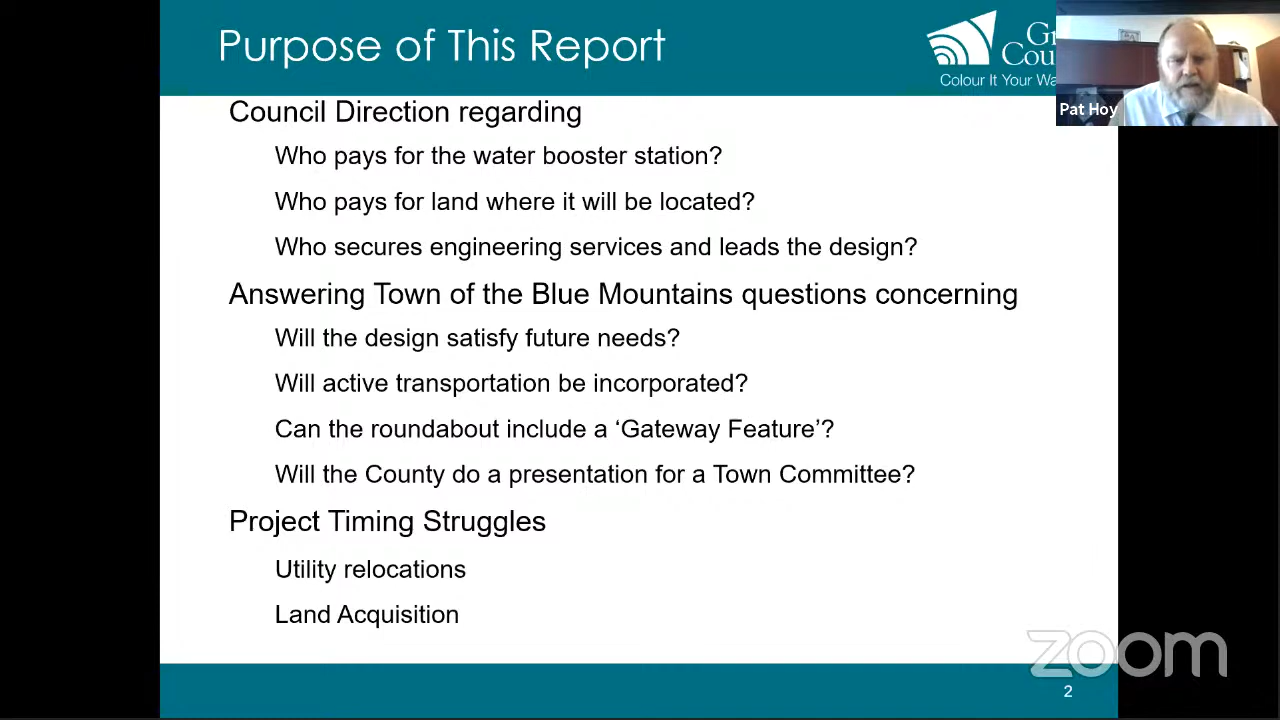 Purpose of This Report
Colour It Your
Pat Hoy
Council Direction regarding
Who pays for the water booster station?
Who pays for land where it will be located?
Who secures engineering services and leads the design?
Answering Town of the Blue Mountains questions concerning
Will the design satisfy future needs?
Will active transportation be incorporated?
Can the roundabout include a ‘Gateway Feature’?
Will the County do a presentation for a Town Committee?
Project Timing Struggles
Utility relocations
Land Acquisition
zoom
2